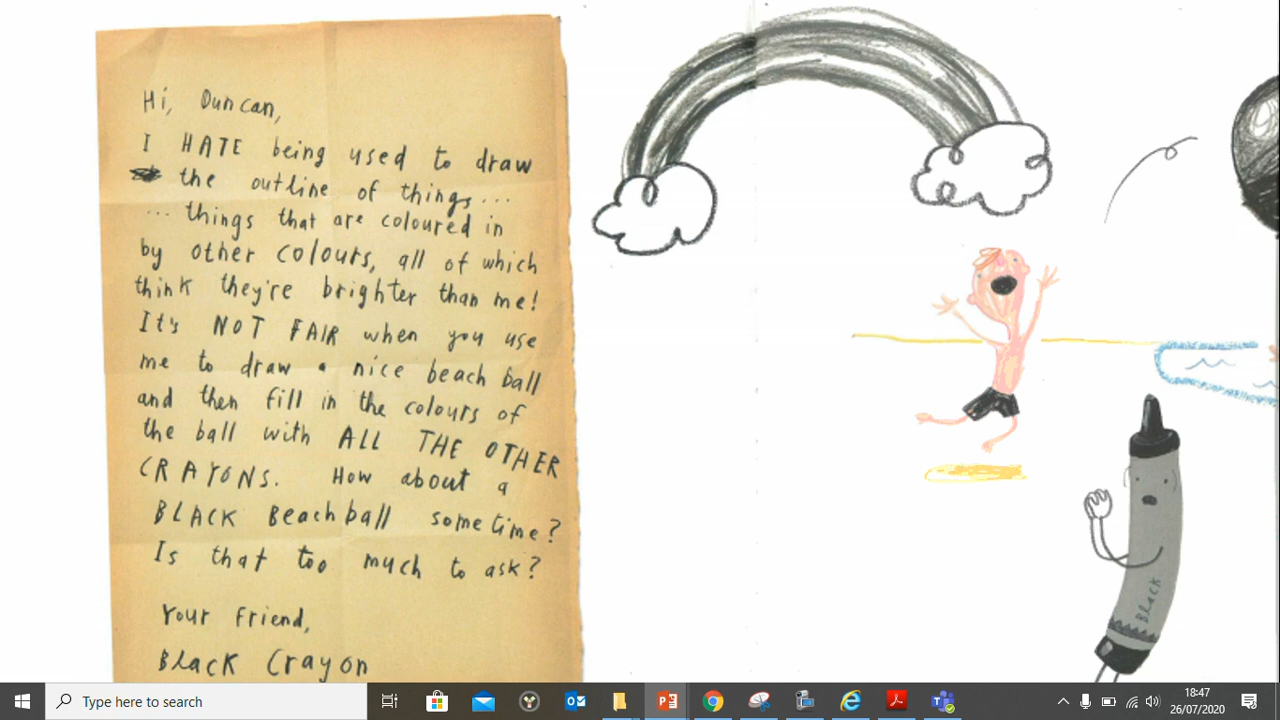 Hi, Duncan,
I HATE being used to draw
the outline of things...
...things that are coloured in
by other colours, all of which
think they're brighter than me!
It's NOT FAIR when you use
me to draw a nice beach ball
and then fill in the colours of
the ball with ALL THE OTHER
CRAYONS. How about a
BLACK Beach ball sometime?
Is that too much to ask?
Your friend,
Black Crayon
Black
Type here to search
18:47
26/07/2020